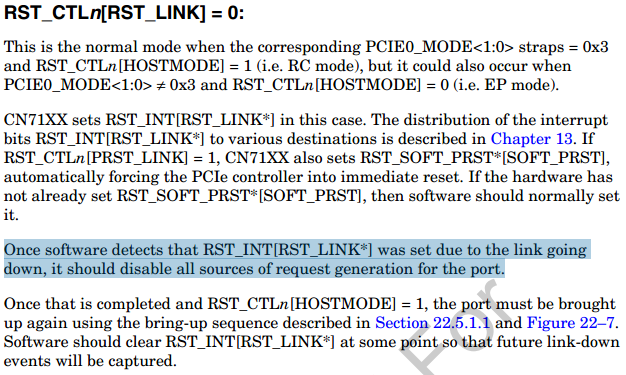 RST_CTLn[RST_LINK] = 0:
This is the normal mode when the corresponding PCIE0_MODE<1:0> straps = 0x3
and RST_CTLn[HOSTMODE] = 1 (i.e. RC mode), but it could also occur when
PCIE0_MODE<1:0> ≠ 0x3 and RST_CTLn[HOSTMODE] = 0 (i.e. EP mode).
CN71XX sets RST_INT[RST_LINK*] in this case. The distribution of the interrupt
bits RST_INT[RST_LINK*] to various destinations is described in Chapter 13. If
RST_CTLn[PRST_LINK] = 1, CN71XX also sets RST_SOFT_PRST*[SOFT_PRST],
automatically forcing the PCIe controller into immediate reset. If the hardware has
not already set RST_SOFT_PRST*[SOFT_PRST], then software should normally set
it.
Once software detects that RST_INT[RST_LINK*] was set due to the link going
down, it should disable all sources of request generation for the port.
Once that is completed and RST_CTLn[HOSTMODE] = 1, the port must be brought
up again using the bring-up sequence described in Section 22.5.1.1 and Figure 22–7.
Software should clear RST_INT[RST_LINK*] at some point so that future link-down
events will be captured.
For